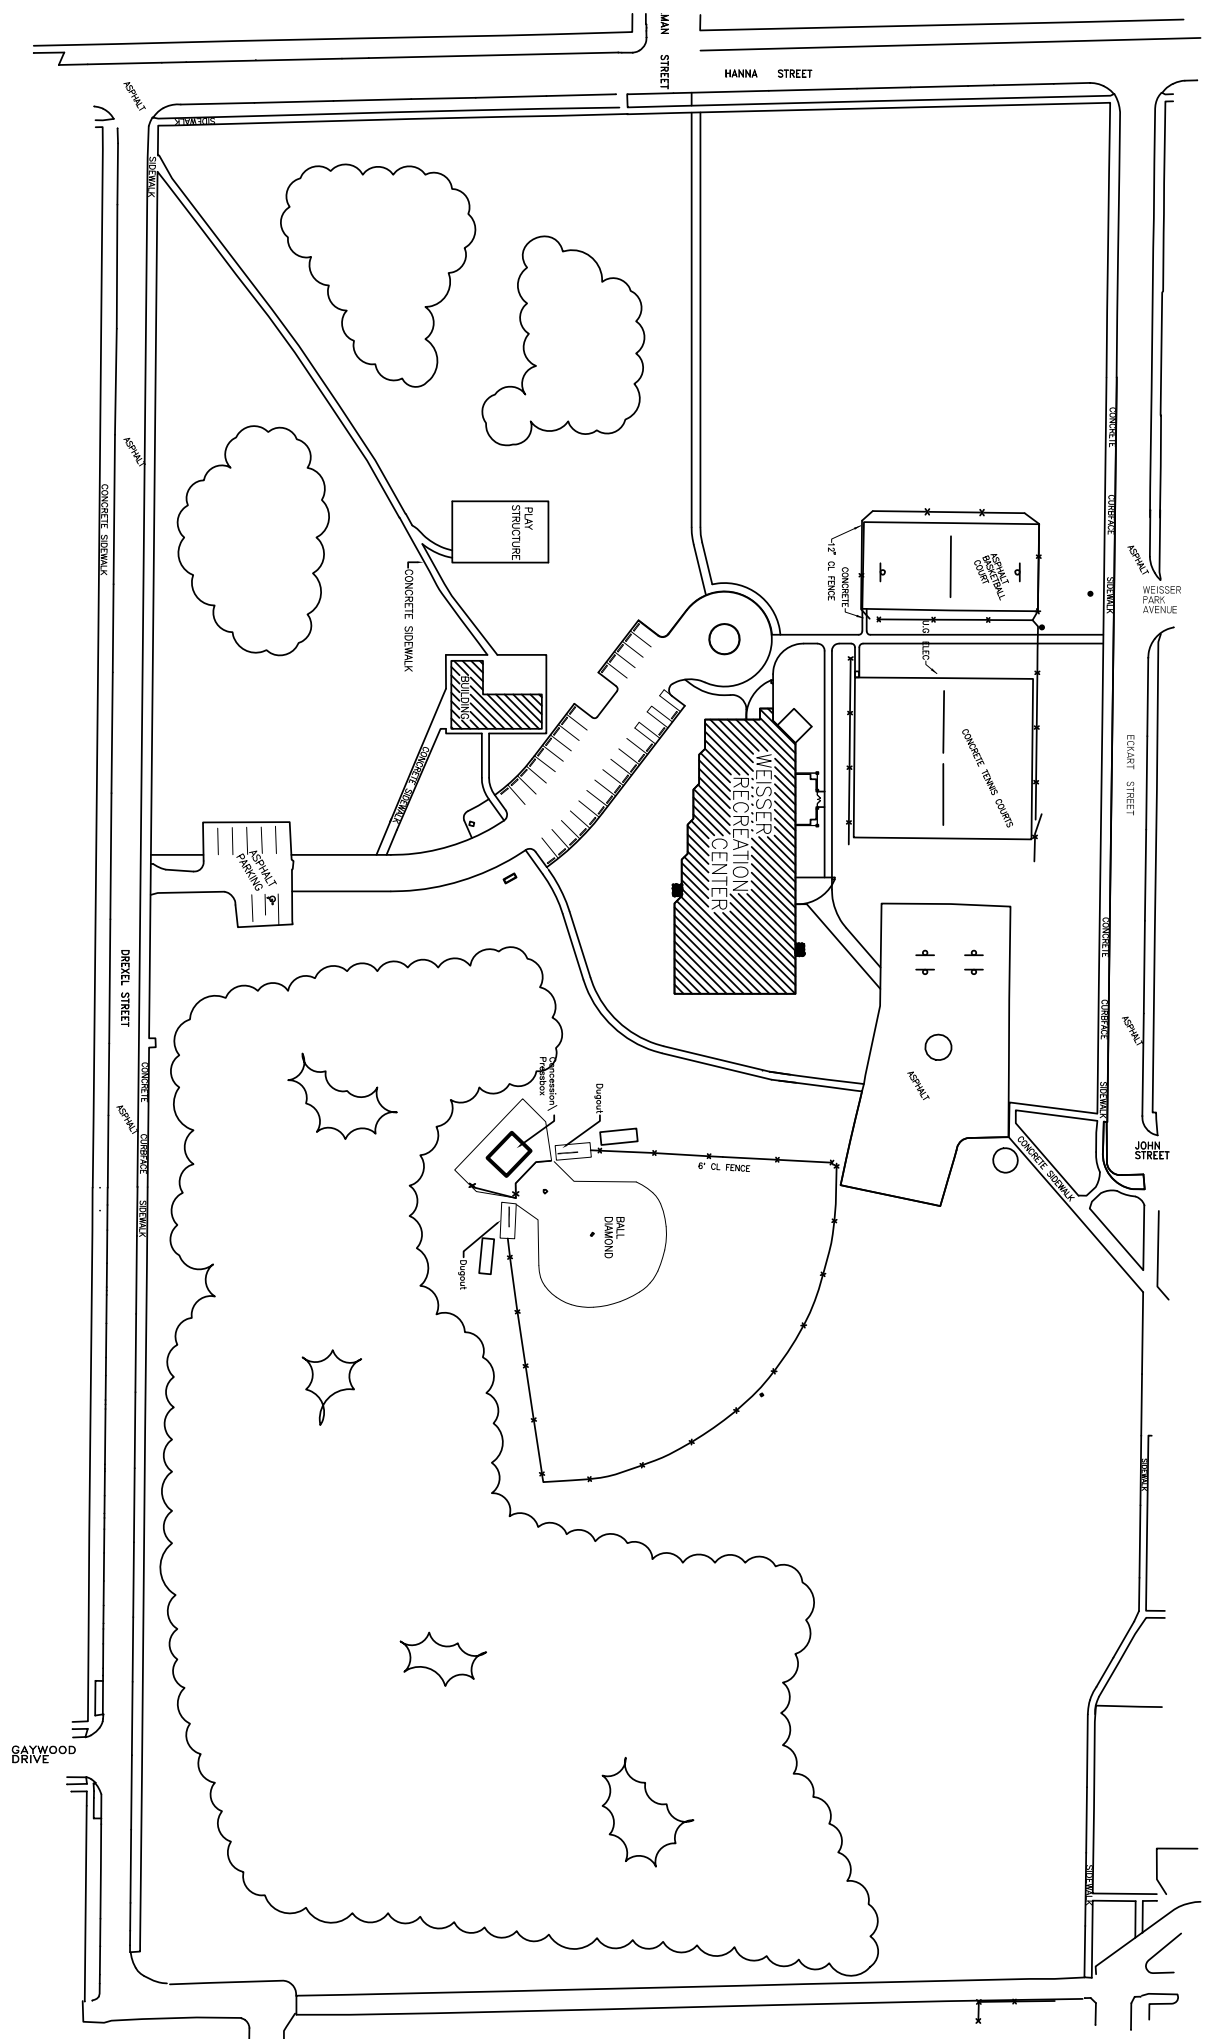 MAN STREET
HANNA STREET
ASPHALT
SIDEWALK
SIDEWALK
CONCRETE
CURBFACE
SIDEWALK
ASPHALT
CONCRETE SIDEWALK
PLAY
STRUCTURE
CONCRETE SIDEWALK
12" CL FENCE
CONCRETE
ASPHALT
BASKETBALL
COURT
ASPHALT
WEISSER
PARK
AVENUE
U.G ELEC
BUILDING
CONCRETE SIDEWALK
ECKART STREET
CONCRETE TENNIS COURTS
WEISSER
RECREATION
CENTER
ASPHALT
PARKING
DREXEL STREET
CONCRETE
CURBFACE
SIDEWALK
ASPHALT
ASPHALT
CONCRETE
CURBFACE
SIDEWALK
ASPHALT
Concession\
Pressbox
Dugout
6' CL FENCE
CONCRETE SIDEWALK
JOHN
STREET
BALL
DIAMOND
Dugout
SIDEWALK
GAYWOOD
DRIVE
SIDEWALK